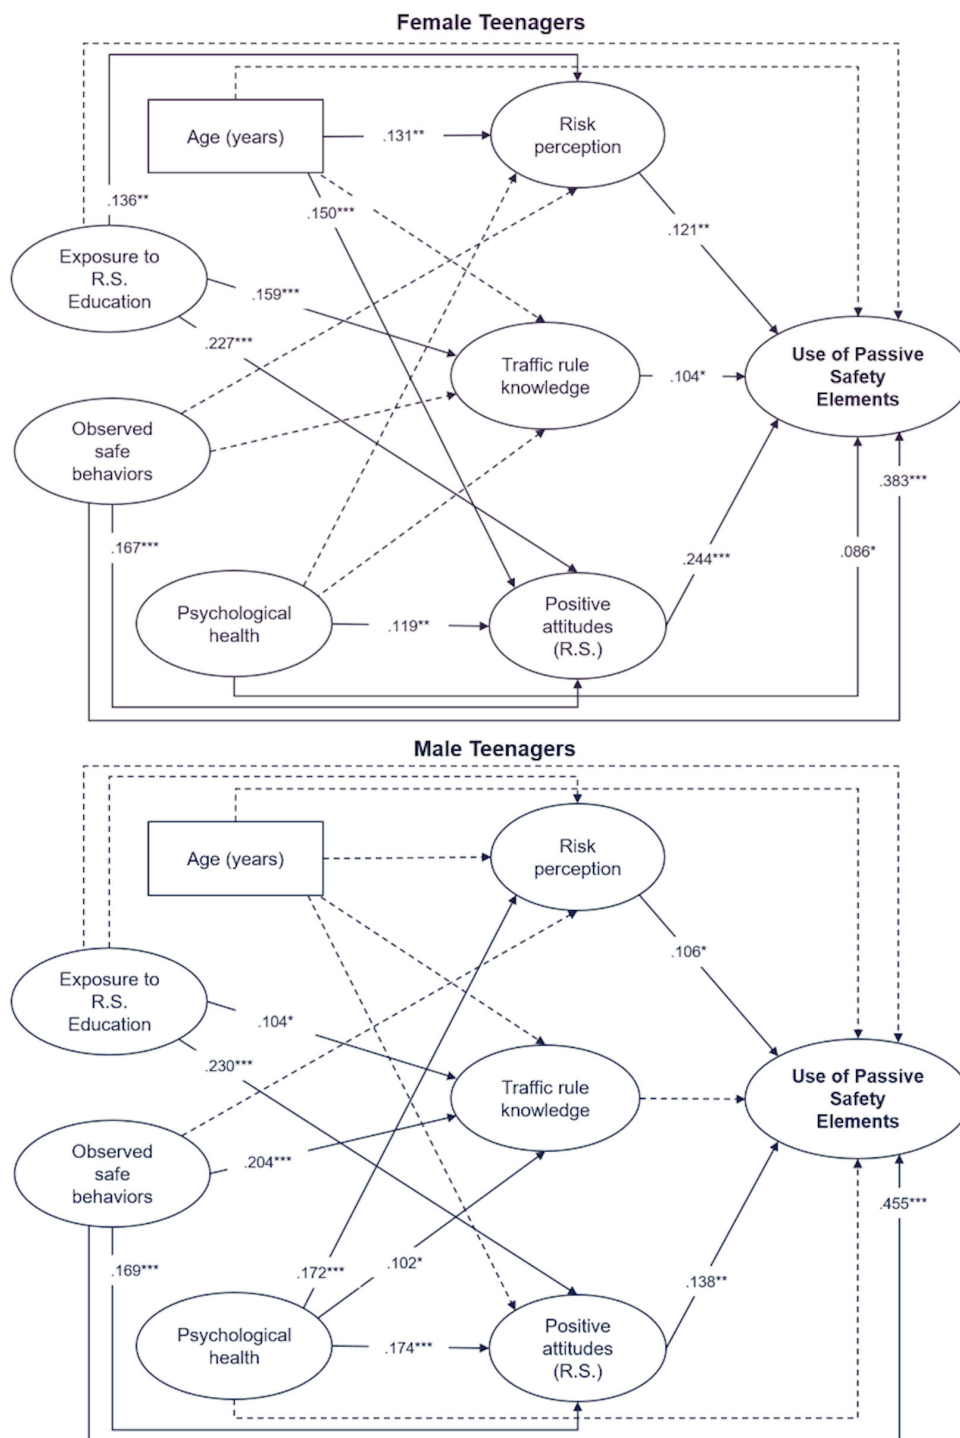 Female Teenagers
Age (years)
.131**
Risk
perception
.136**
.150***
.121**
Exposure to
R.S.
Education
.159***
.227***
Traffic rule
knowledge
.104*
Use of Passive
Safety
Elements
Observed
safe
behaviors
.383***
.167***
.244***
.086*
Psychological
health
.119**
Positive
attitudes
(R.S.)
Male Teenagers
Age (years)
Risk
perception
.106*
Exposure to
R.S.
Education
.104*
.230***
Traffic rule
knowledge
Use of Passive
Safety
Elements
Observed
safe
behaviors
.204***
.455***
.169***
.172***
.102*
.138**
Psychological
health
.174***
Positive
attitudes
(R.S.)